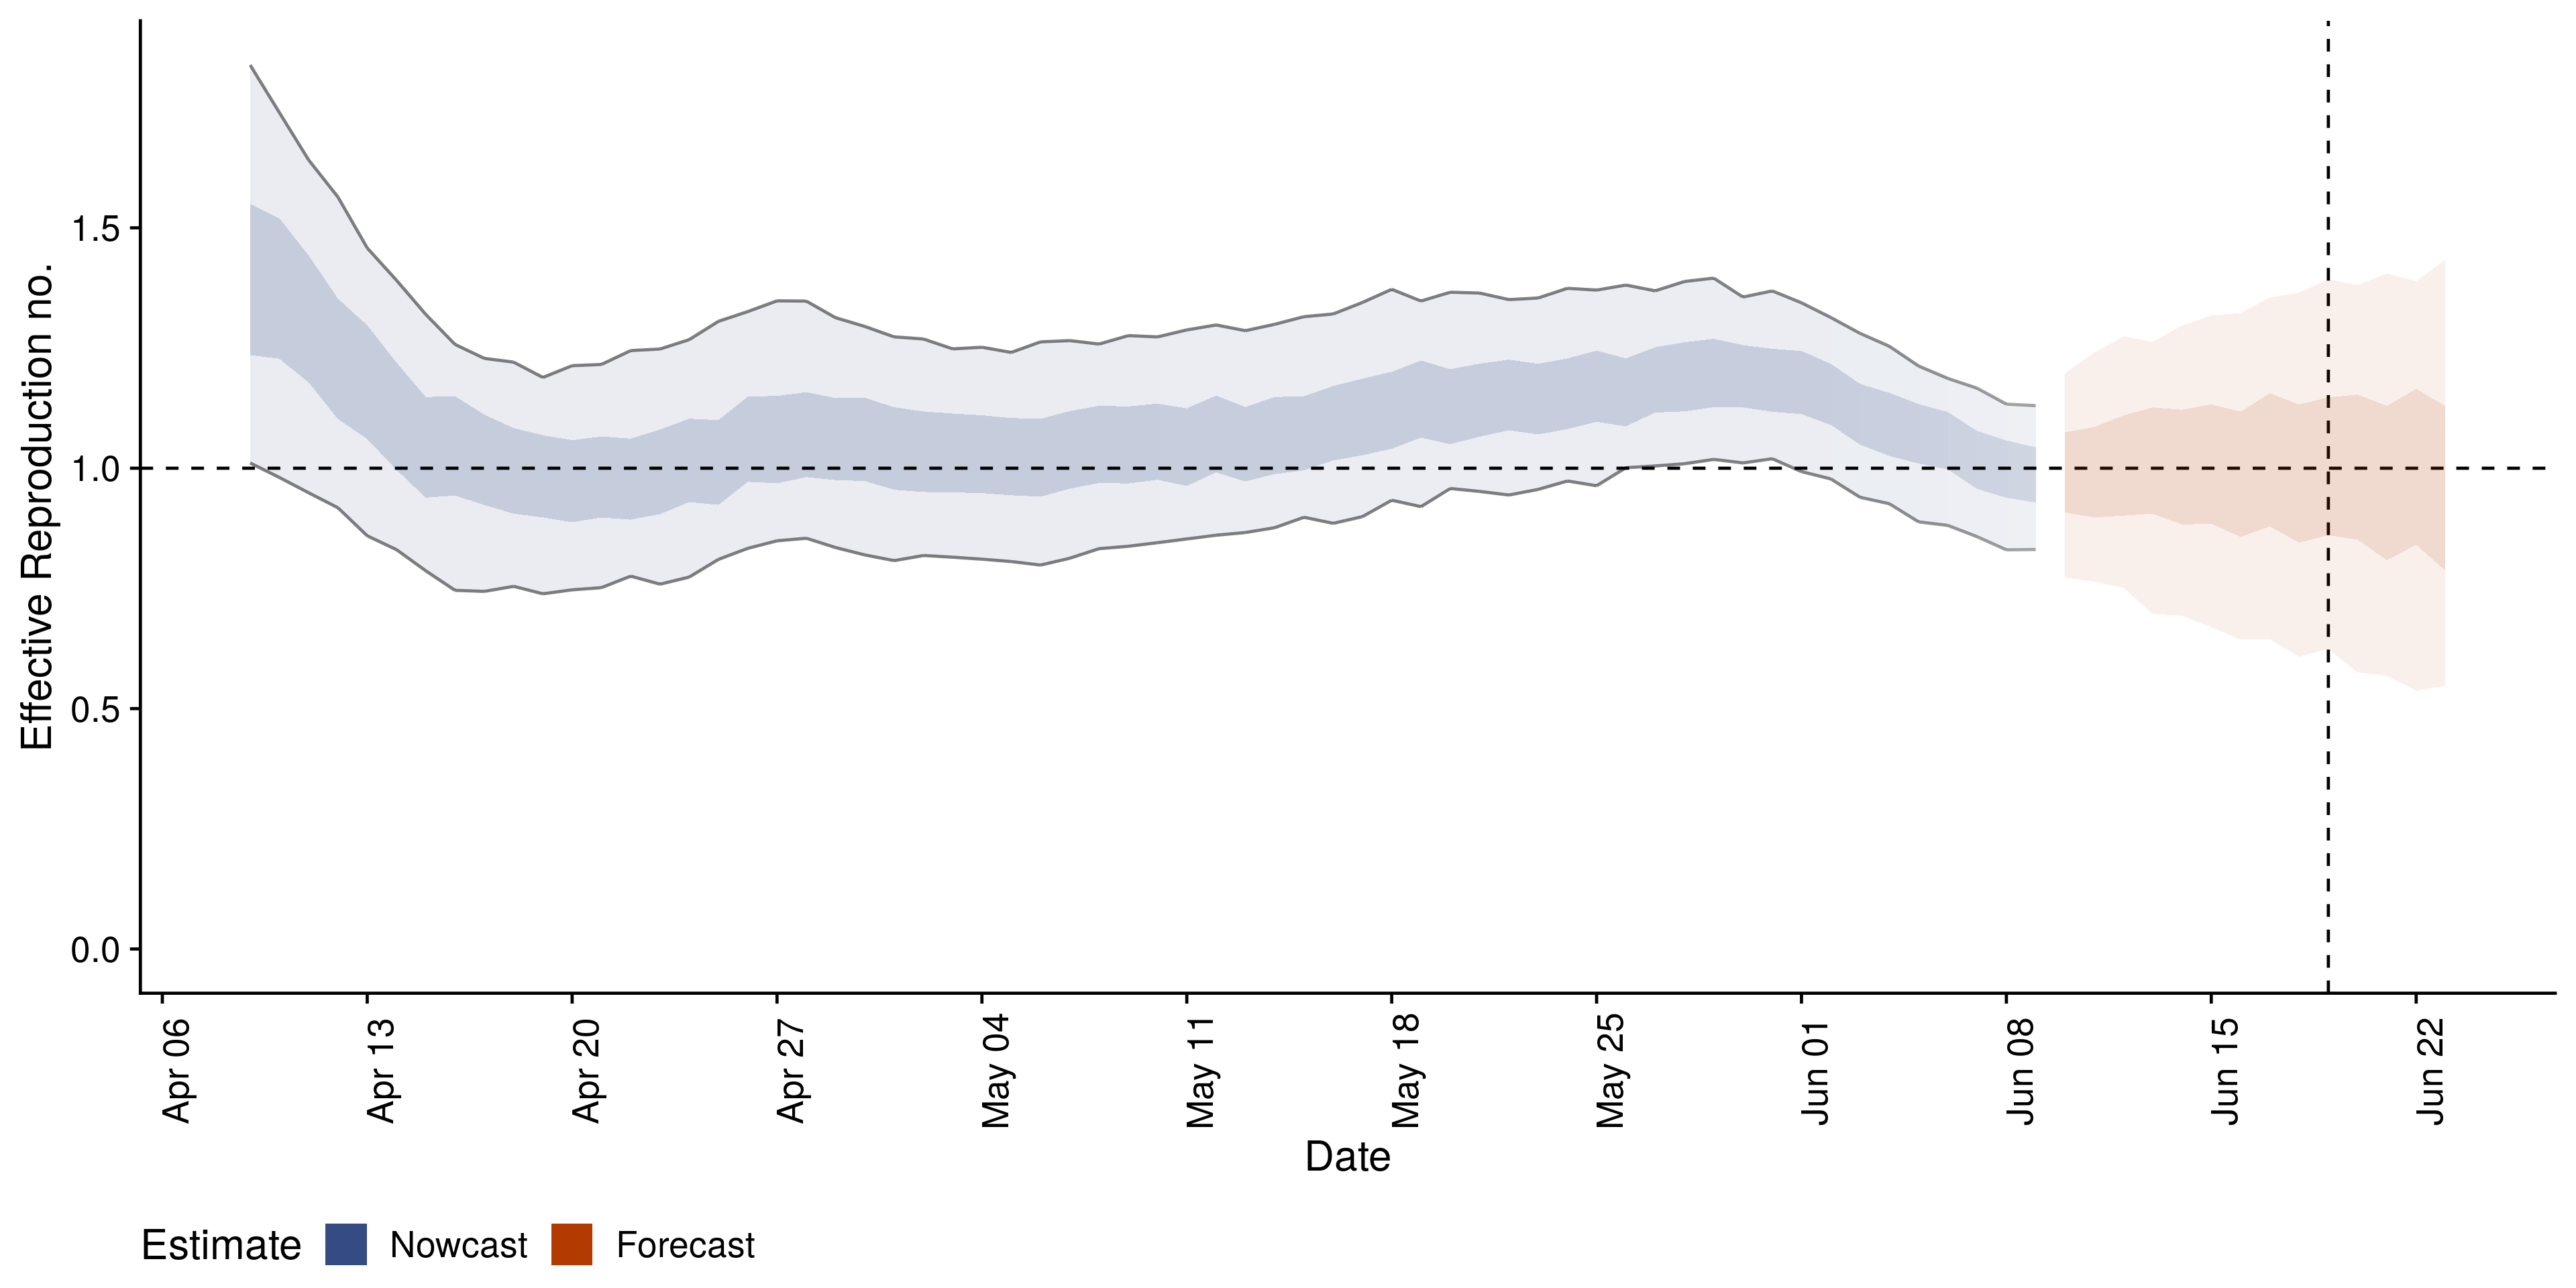 Effective Reproduction no.
1.5
1.0
0.5
0.0
Apr 06
Apr 13
Apr 20
Apr 27
May 04
May 11
May 18
May 25
Jun 01
Jun 08
Jun 15
Jun 22
Date
Estimate Nowcast Forecast